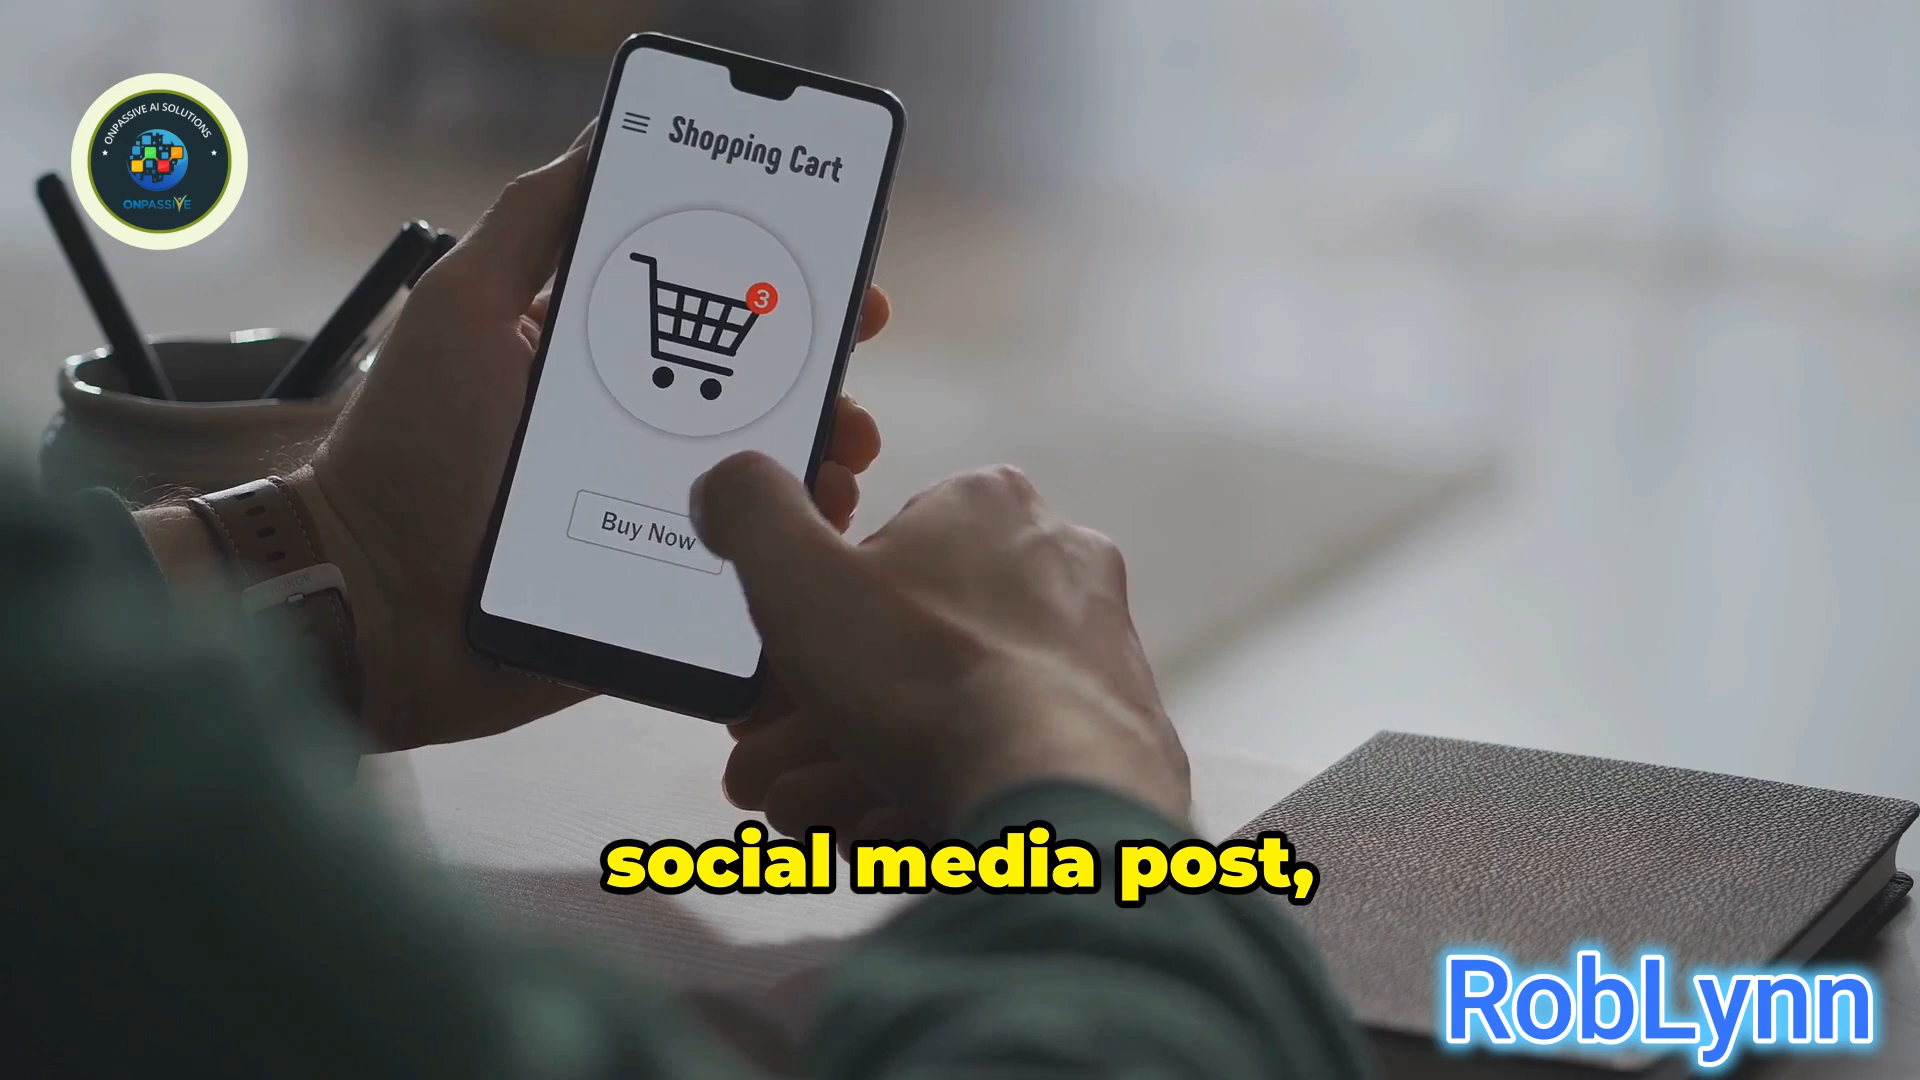 ONPASSIVE AI SOLUTIONS
ONPASSIVE
Shopping Cart
3
Buy Now
social media post,
RobLynn